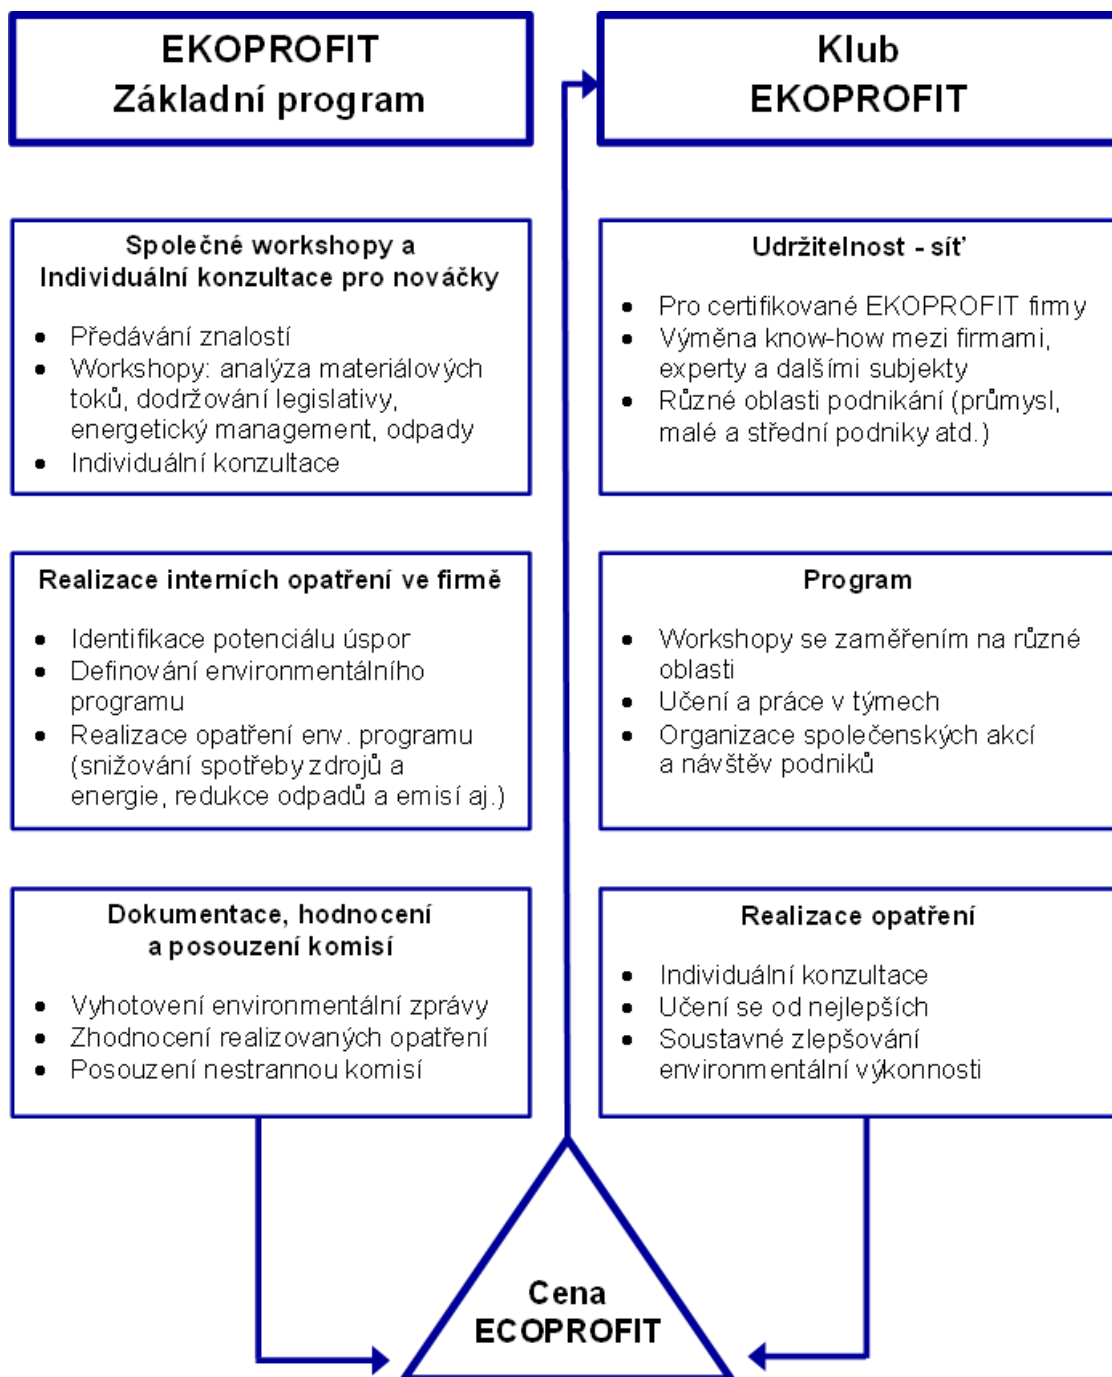 EKOPROFIT
Základní program
Společné workshopy a
Individuální konzultace pro nováčky
• Předávání znalostí
• Workshopy: analýza materiálových
toků, dodržování legislativy,
energetický management, odpady
• Individuální konzultace
Realizace interních opatření ve firmě
• Identifikace potenciálu úspor
• Definování environmentálního
programu
• Realizace opatření env. programu
(snižování spotřeby zdrojů a
energie, redukce odpadů a emisí aj.)
Dokumentace, hodnocení
a posouzení komisí
• Vyhotovení environmentální zprávy
• Zhodnocení realizovaných opatření
• Posouzení nestrannou komisí
Klub
EKOPROFIT
Udržitelnost - síť
• Pro certifikované EKOPROFIT firmy
• Výměna know-how mezi firmami,
experty a dalšími subjekty
• Různé oblasti podnikání (průmysl,
malé a střední podniky atd.)
Program
• Workshopy se zaměřením na různé
oblasti
• Učení a práce v týmech
• Organizace společenských akcí
a návštěv podniků
Realizace opatření
• Individuální konzultace
• Učení se od nejlepších
• Soustavné zlepšování
environmentální výkonnosti
Cena
ECOPROFIT